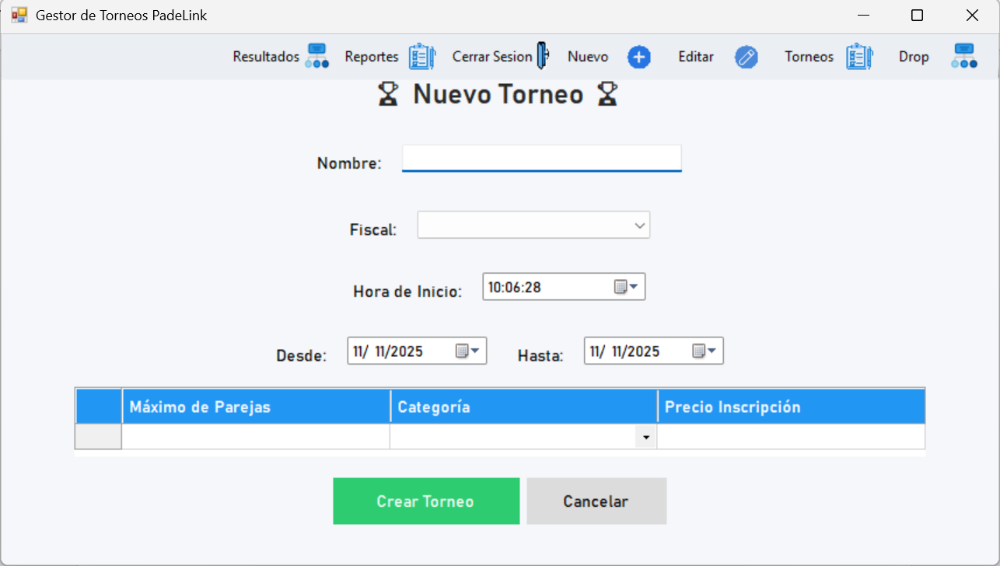 Gestor de Torneos PadeLink
Resultados Reportes Cerrar Sesion Nuevo Editar Torneos Drop
Nuevo Torneo
Nombre:
Fiscal:
Hora de Inicio: 10:06:28
Desde: 11/ 11/2025 Hasta: 11/ 11/2025
Máximo de Parejas Categoría Precio Inscripción
Crear Torneo Cancelar